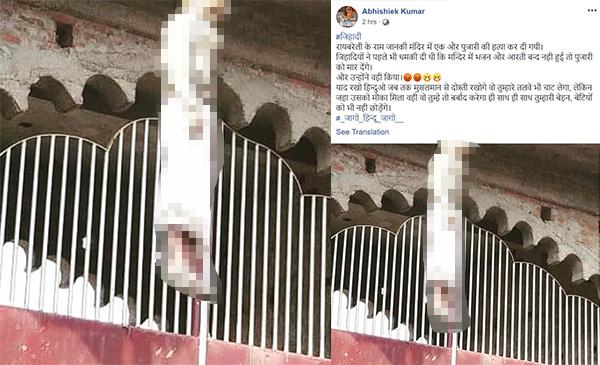 Abhishiek Kumar
2 hrs ·
#जिहादी
रायबरेली के राम जानकी मंदिर में एक ओर पुजारी की हत्या कर दी गयी।
जिहादियों ने पहले भी धमकी दी थी कि मन्दिर में भजन और आरती बन्द नही हुई तो पुजारी
को मार देंगे।
और उन्होंने वही किया।
याद रखो हिन्दुओ जब तक मुसलमान से दोस्ती रखोगे वो तुम्हारे तलवे भी चाट लेगा, लेकिन
जहा उसको मोका मिला वहीं वो तुम्हे तो बर्बाद करेगा ही साथ ही साथ तुम्हारी बेहन, बेटियों
को भी नही छोड़ेंगे।
#_जागो_हिन्दू_जागो__
See Translation